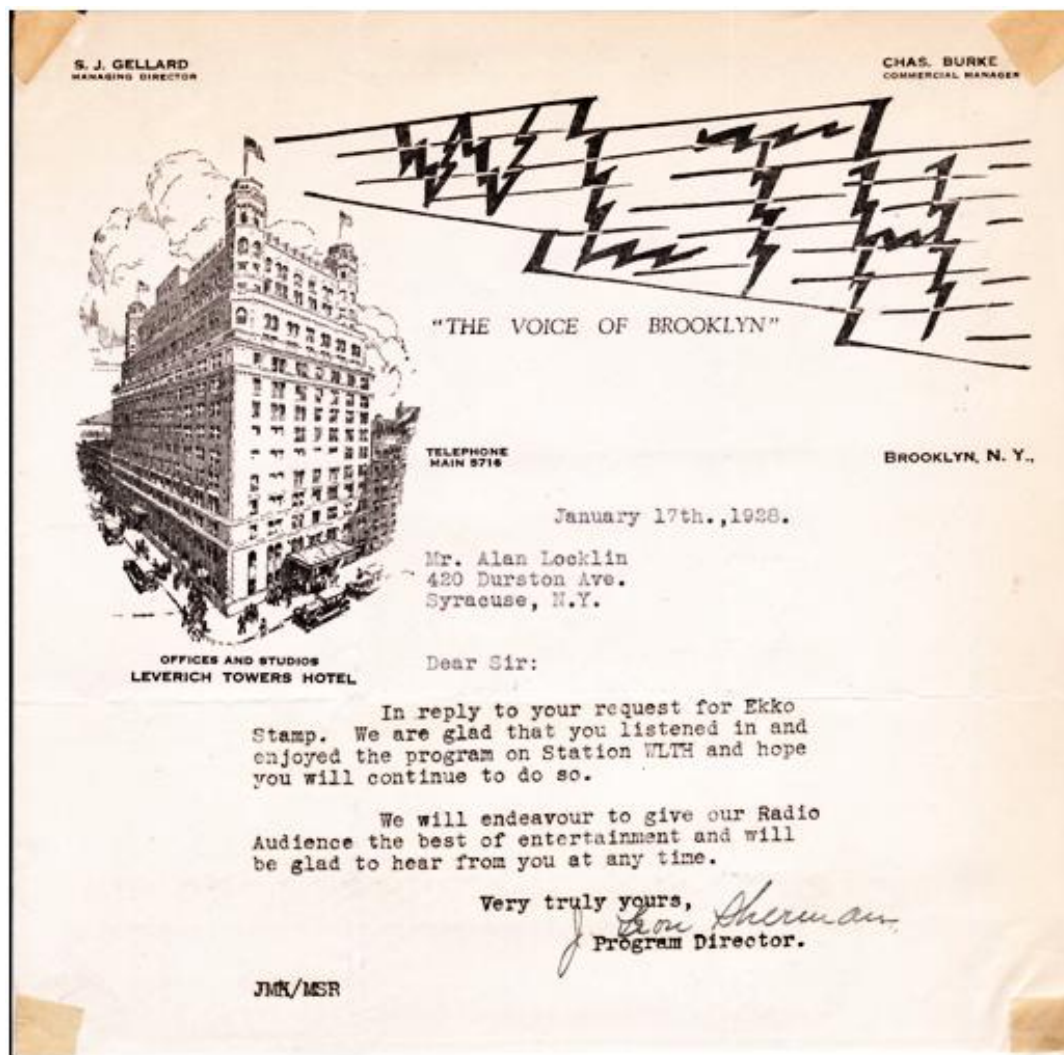 S. J. GELLARD
MANAGING DIRECTOR
CHAS. BURKE
COMMERCIAL MANAGER
WLTH
"THE VOICE OF BROOKLYN"
TELEPHONE
MAIN 5716
BROOKLYN, N. Y.,
January 17th.,1928.
Mr. Alan Locklin
420 Durston Ave.
Syracuse, N.Y.
OFFICES AND STUDIOS
LEVERICH TOWERS HOTEL
Dear Sir:
In reply to your request for Ekko
Stamp. We are glad that you listened in and
enjoyed the program on Station WLTH and hope
you will continue to do so.
We will endeavour to give our Radio
Audience the best of entertainment and will
be glad to hear from you at any time.
Very truly yours,
J Leon Sherman
Program Director.
JMK/MSR